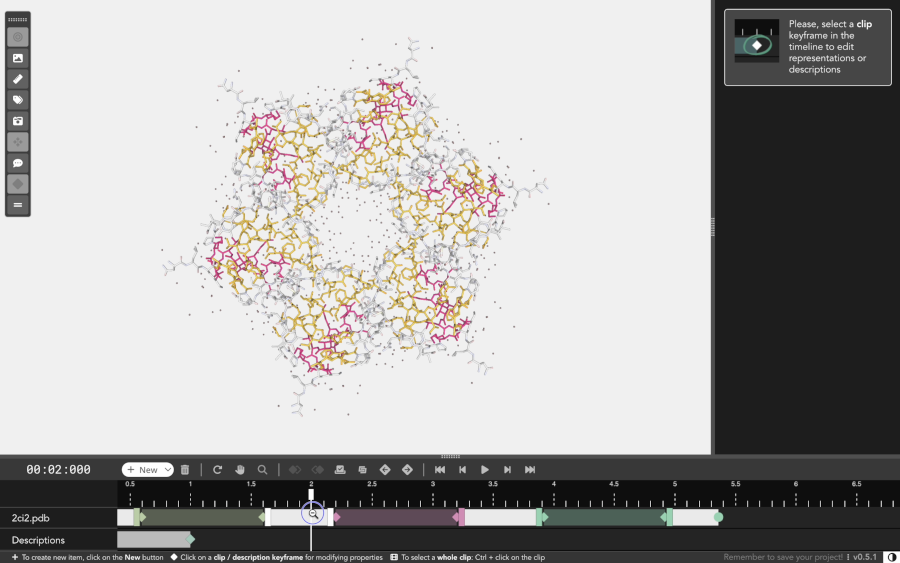 Please, select a clip
keyframe in the
timeline to edit
representations or
descriptions
00:02:000
+ New
0.5 1 1.5 2 2.5 3 3.5 4 4.5 5 5.5 6 6.5
2ci2.pdb
Descriptions
To create new item, click on the New button Click on a clip / description keyframe for modifying properties To select a whole clip: Ctrl + click on the clip Remember to save your project! v0.5.1